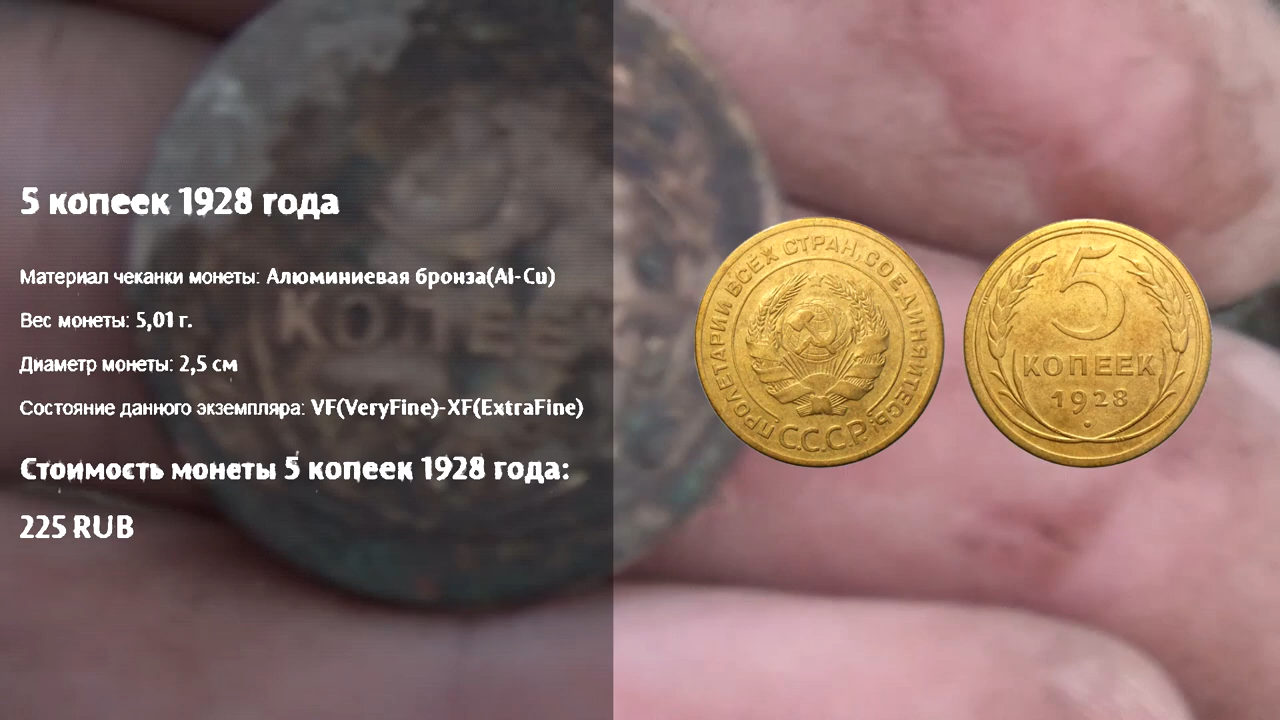 5 копеек 1928 года
Материал чеканки монеты: Алюминиевая бронза(Al-Cu)
Вес монеты: 5,01 г.
Диаметр монеты: 2,5 см
Состояние данного экземпляра: VF(VeryFine)-XF(ExtraFine)
Стоимость монеты 5 копеек 1928 года:
225 RUB
ПРОЛЕТАРИИ ВСЕХ СТРАН, СОЕДИНЯЙТЕСЬ!
С.С.С.Р.
5
КОПЕЕК
1928
КОПЕЕ